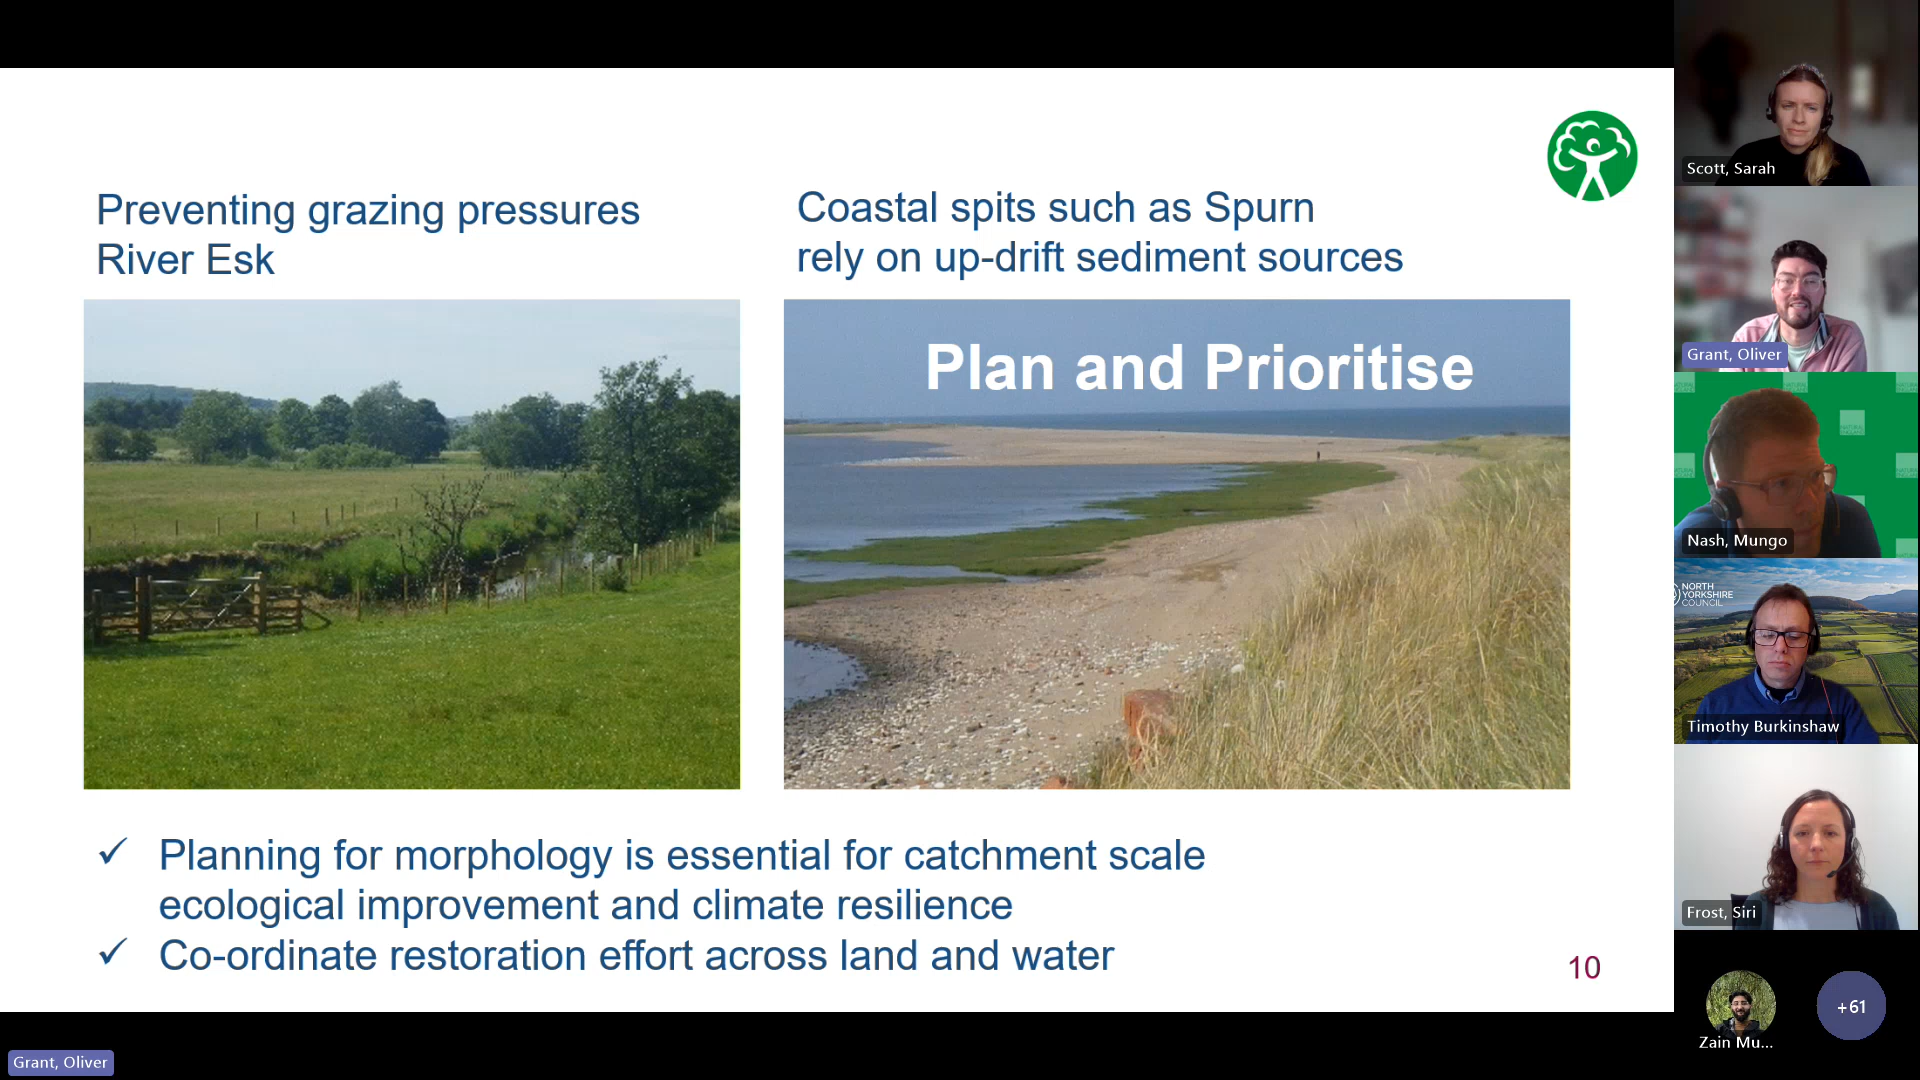 Preventing grazing pressures
River Esk
Coastal spits such as Spurn
rely on up-drift sediment sources
Plan and Prioritise
✓ Planning for morphology is essential for catchment scale
ecological improvement and climate resilience
✓ Co-ordinate restoration effort across land and water
10
Scott, Sarah
Grant, Oliver
Nash, Mungo
NORTH
YORKSHIRE
COUNCIL
Timothy Burkinshaw
Frost, Siri
Zain Mu...
+61
Grant, Oliver